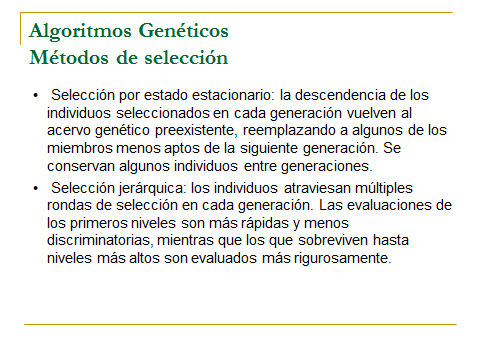 Algoritmos Genéticos
Métodos de selección
• Selección por estado estacionario: la descendencia de los
individuos seleccionados en cada generación vuelven al
acervo genético preexistente, reemplazando a algunos de los
miembros menos aptos de la siguiente generación. Se
conservan algunos individuos entre generaciones.
• Selección jerárquica: los individuos atraviesan múltiples
rondas de selección en cada generación. Las evaluaciones de
los primeros niveles son más rápidas y menos
discriminatorias, mientras que los que sobreviven hasta
niveles más altos son evaluados más rigurosamente.